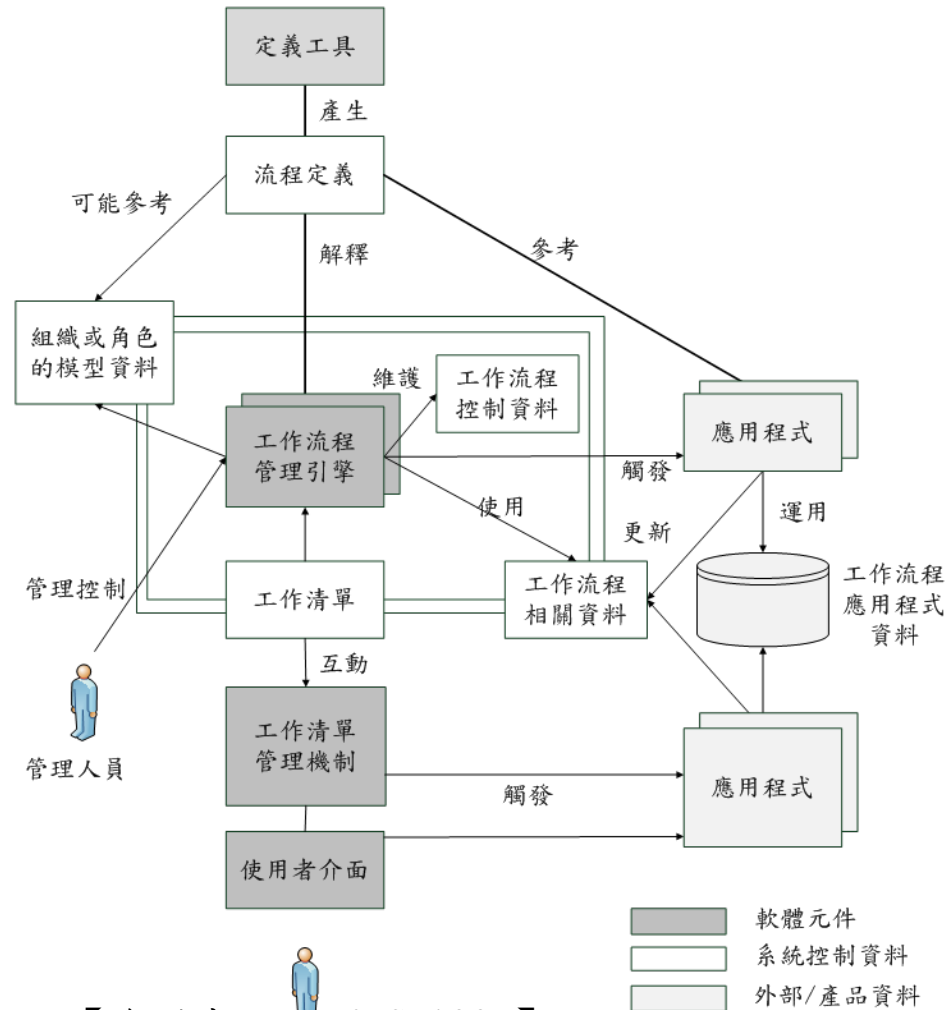 定義工具
產生
流程定義
可能參考
解釋
參考
組織或角色
的模型資料
維護
工作流程
控制資料
工作流程
管理引擎
應用程式
觸發
使用
更新
運用
管理控制
工作清單
工作流程
相關資料
工作流程
應用程式
資料
互動
工作清單
管理機制
管理人員
觸發
應用程式
使用者介面
軟體元件
系統控制資料
外部/產品資料